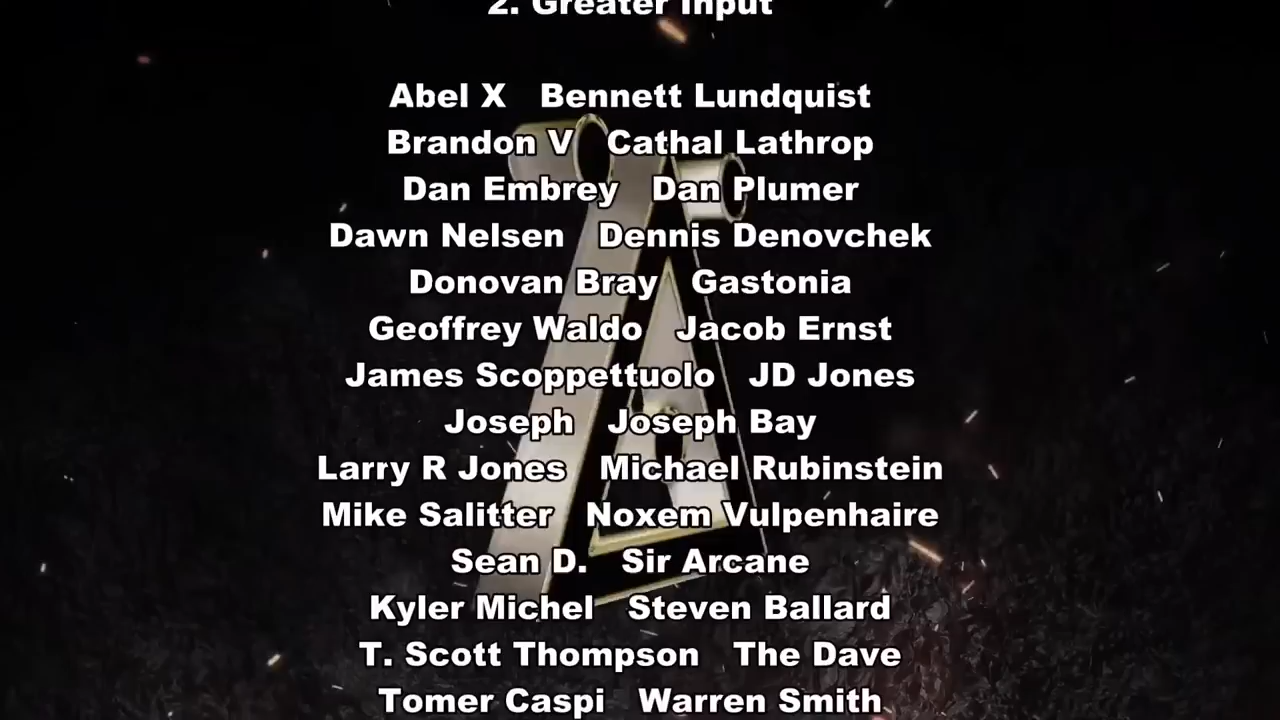 2. Greater Input
Abel X Bennett Lundquist
Brandon V Cathal Lathrop
Dan Embrey Dan Plumer
Dawn Nelsen Dennis Denovchek
Donovan Bray Gastonia
Geoffrey Waldo Jacob Ernst
James Scoppettuolo JD Jones
Joseph Joseph Bay
Larry R Jones Michael Rubinstein
Mike Salitter Noxem Vulpenhaire
Sean D. Sir Arcane
Kyler Michel Steven Ballard
T. Scott Thompson The Dave
Tomer Caspi Warren Smith